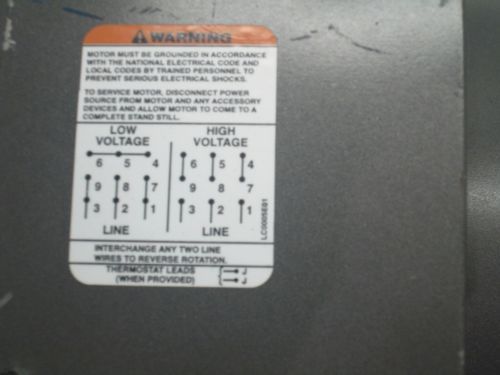 WARNING
MOTOR MUST BE GROUNDED IN ACCORDANCE
WITH THE NATIONAL ELECTRICAL CODE AND
LOCAL CODES BY TRAINED PERSONNEL TO
PREVENT SERIOUS ELECTRICAL SHOCKS.
TO SERVICE MOTOR, DISCONNECT POWER
SOURCE FROM MOTOR AND ANY ACCESSORY
DEVICES AND ALLOW MOTOR TO COME TO A
COMPLETE STAND STILL.
LOW HIGH
VOLTAGE VOLTAGE
6 5 4 6 5 4
9 8 7 9 8 7
3 2 1 3 2 1
LINE LINE
LC0005E01
INTERCHANGE ANY TWO LINE
WIRES TO REVERSE ROTATION.
THERMOSTAT LEADS J
(WHEN PROVIDED) J